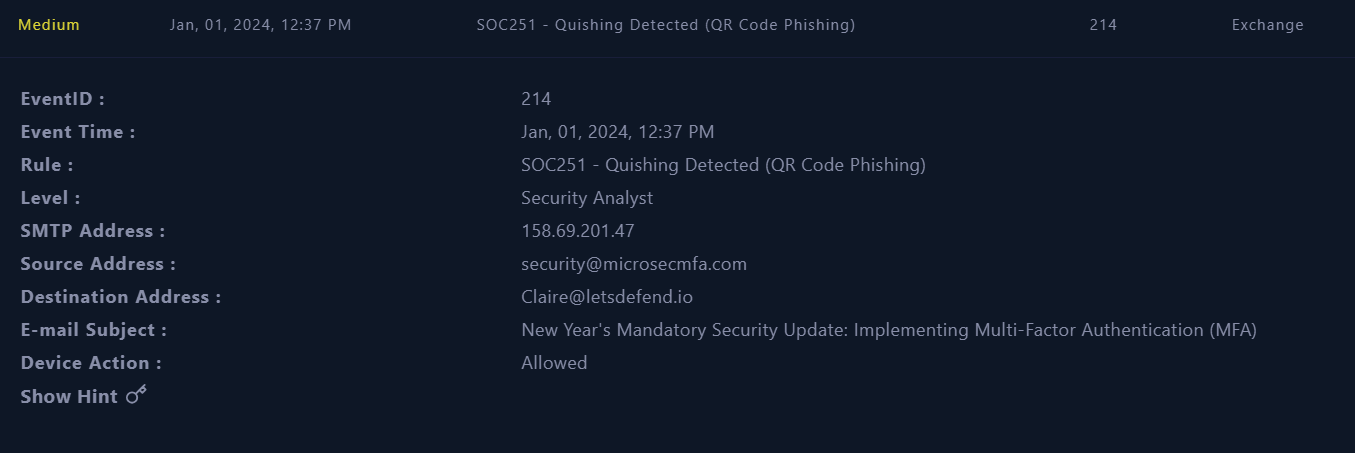 Medium Jan, 01, 2024, 12:37 PM SOC251 - Quishing Detected (QR Code Phishing) 214 Exchange
EventID : 214
Event Time : Jan, 01, 2024, 12:37 PM
Rule : SOC251 - Quishing Detected (QR Code Phishing)
Level : Security Analyst
SMTP Address : 158.69.201.47
Source Address : security@microsecmfa.com
Destination Address : Claire@letsdefend.io
E-mail Subject : New Year's Mandatory Security Update: Implementing Multi-Factor Authentication (MFA)
Device Action : Allowed
Show Hint